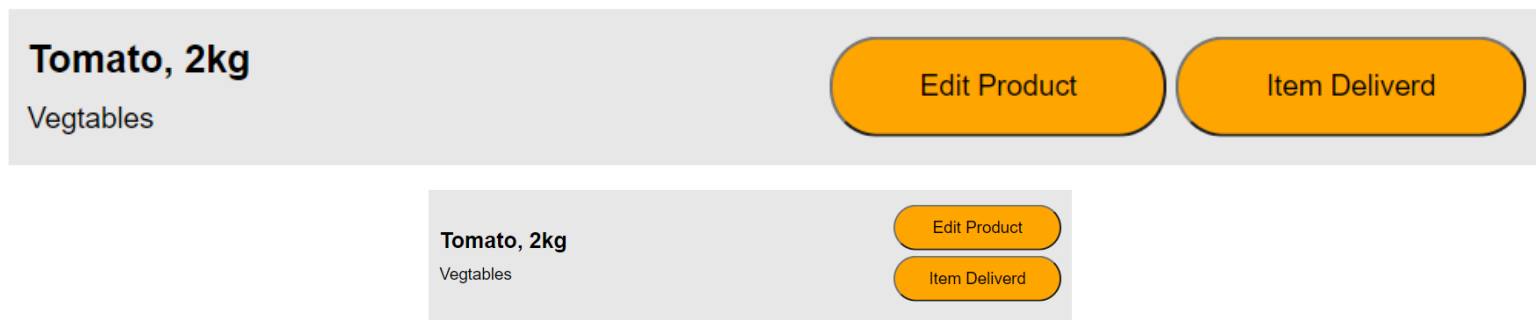 Tomato, 2kg
Vegtables
Edit Product
Item Deliverd
Tomato, 2kg
Vegtables
Edit Product
Item Deliverd